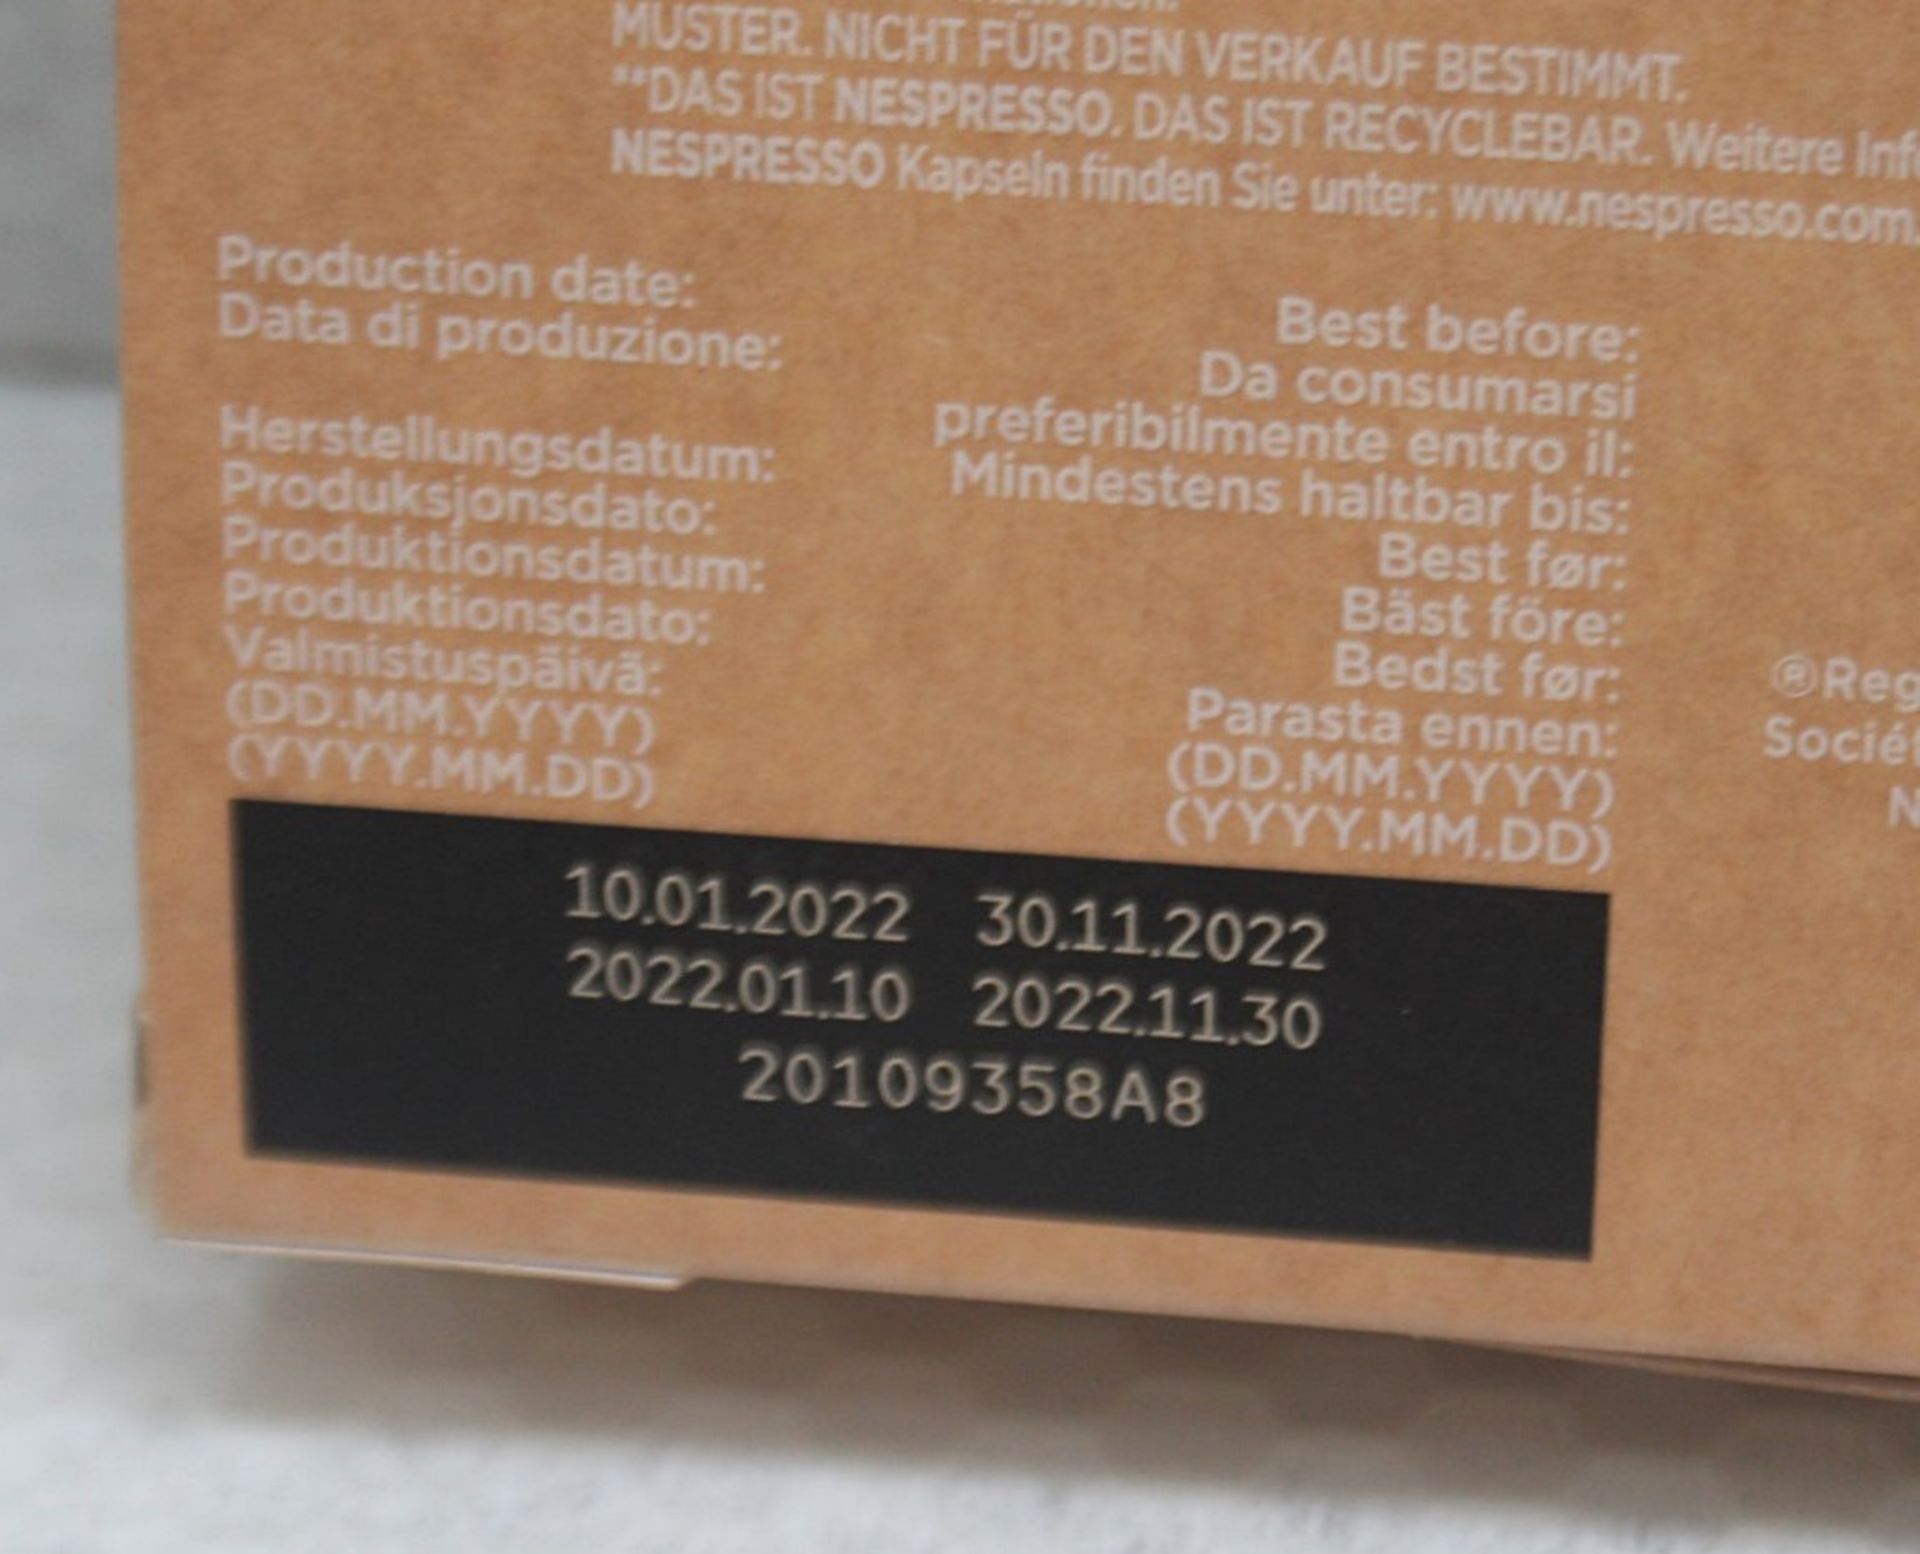 MUSTER. NICHT FÜR DEN VERKAUF BESTIMMT.
**DAS IST NESPRESSO. DAS IST RECYCLEBAR. Weitere
NESPRESSO Kapseln finden Sie unter: www.nespresso.com.
Production date:
Data di produzione:
Herstellungsdatum:
Produksjonsdato:
Produktionsdatum:
Produktionsdato:
Valmistuspäivä:
(DD.MM.YYYY)
(YYYY.MM.DD)
Best before:
Da consumarsi
preferibilmente entro il:
Mindestens haltbar bis:
Best før:
Bäst före:
Bedst før:
Parasta ennen:
(DD.MM.YYYY)
(YYYY.MM.DD)
10.01.2022 30.11.2022
2022.01.10 2022.11.30
20109358A8